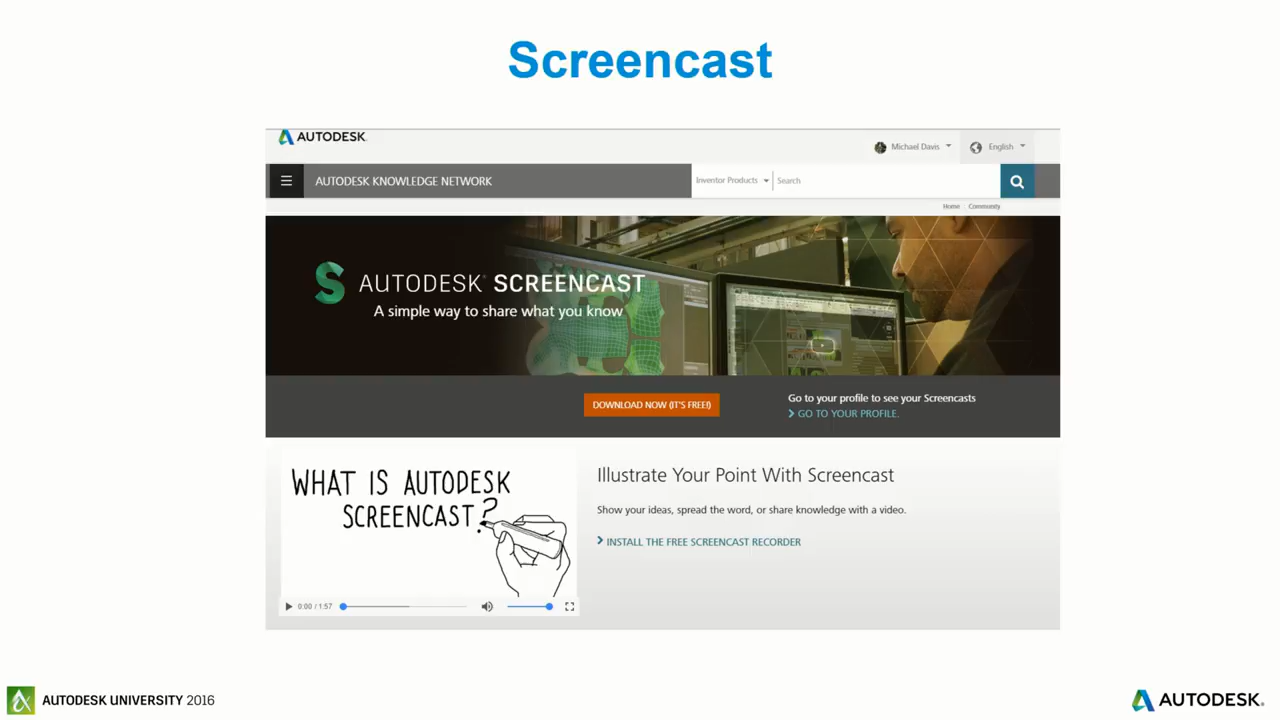 Screencast
AUTODESK.
Michael Davis
English
AUTODESK KNOWLEDGE NETWORK
Inventor Products
Search
Home
Community
AUTODESK® SCREENCAST
A simple way to share what you know
DOWNLOAD NOW (IT'S FREE!)
Go to your profile to see your Screencasts
GO TO YOUR PROFILE.
WHAT IS AUTODESK
SCREENCAST?
Illustrate Your Point With Screencast
Show your ideas, spread the word, or share knowledge with a video.
INSTALL THE FREE SCREENCAST RECORDER
0:00 / 1:57
AUTODESK UNIVERSITY 2016
AUTODESK.